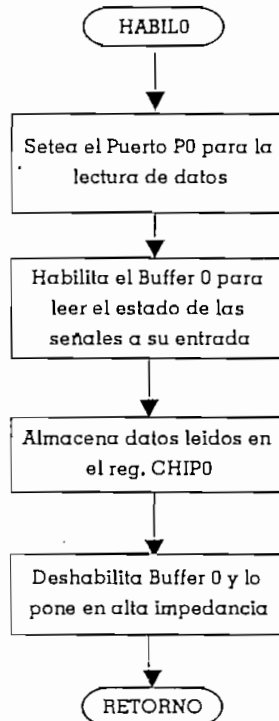 HABIL0
Setea el Puerto P0 para la
lectura de datos
Habilita el Buffer 0 para
leer el estado de las
señales a su entrada
Almacena datos leidos en
el reg. CHIP0
Deshabilita Buffer 0 y lo
pone en alta impedancia
RETORNO